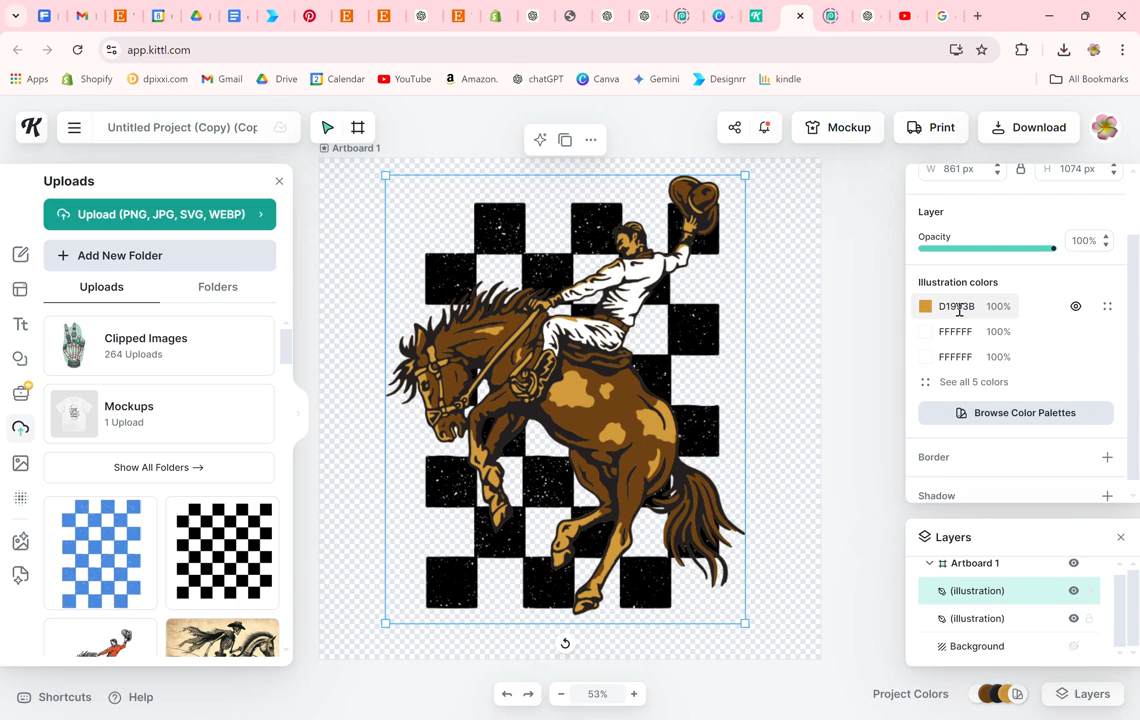 app.kittl.com
Apps
Shopify
dpixxi.com
Gmail
Drive
Calendar
YouTube
Amazon.
chatGPT
Canva
Gemini
Designrr
kindle
All Bookmarks
Untitled Project (Copy) (Cop
Mockup
Print
Download
Artboard 1
Uploads
Upload (PNG, JPG, SVG, WEBP)
Add New Folder
Uploads
Folders
Clipped Images
264 Uploads
Mockups
1 Upload
Show All Folders →
W 861 px
H 1074 px
Layer
Opacity
100%
Illustration colors
100%
FFFFFF 100%
FFFFFF 100%
See all 5 colors
Browse Color Palettes
Border
Shadow
Layers
Artboard 1
(illustration)
(illustration)
Background
Shortcuts
Help
53%
Project Colors
Layers